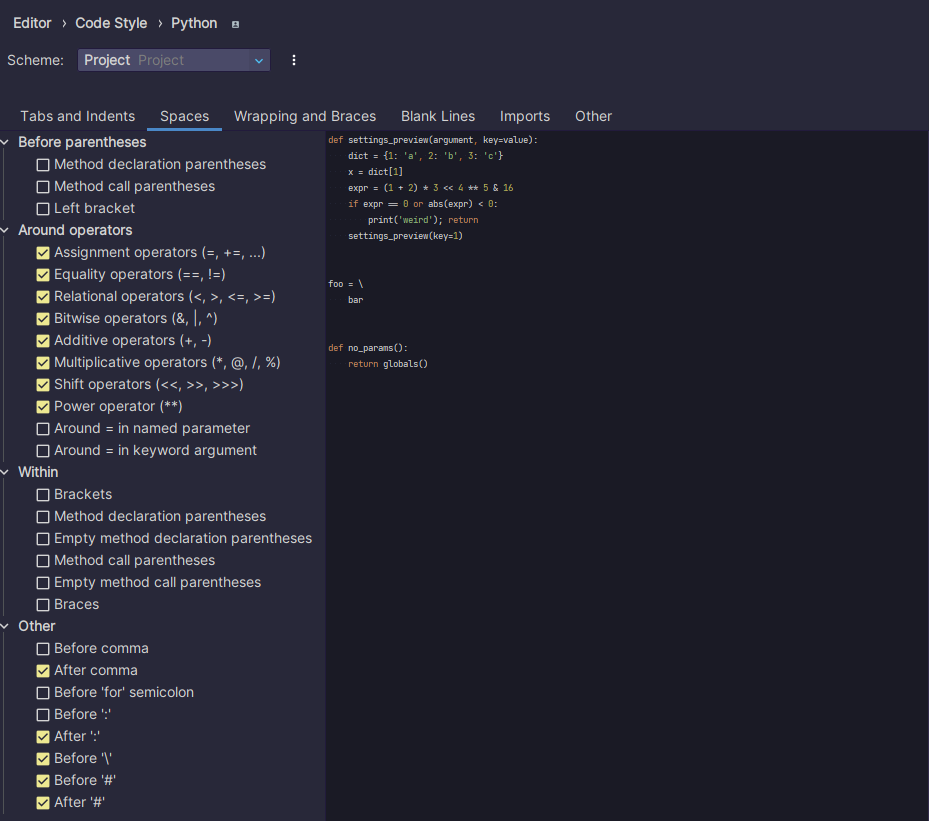 Editor › Code Style › Python
Scheme: Project Project
Tabs and Indents Spaces Wrapping and Braces Blank Lines Imports Other
Before parentheses
Method declaration parentheses
Method call parentheses
Left bracket
Around operators
Assignment operators (=, +=, ...)
Equality operators (==, !=)
Relational operators (<, >, <=, >=)
Bitwise operators (&, |, ^)
Additive operators (+, -)
Multiplicative operators (*, @, /, %)
Shift operators (<<, >>, >>>)
Power operator (**)
Around = in named parameter
Around = in keyword argument
Within
Brackets
Method declaration parentheses
Empty method declaration parentheses
Method call parentheses
Empty method call parentheses
Braces
Other
Before comma
After comma
Before 'for' semicolon
Before ':'
After ':'
Before '\'
Before '#'
After '#'
def settings_preview(argument, key=value):
    dict = {1: 'a', 2: 'b', 3: 'c'}
    x = dict[1]
    expr = (1 + 2) * 3 << 4 ** 5 & 16
    if expr == 0 or abs(expr) < 0:
        print('weird'); return
    settings_preview(key=1)
foo = \
    bar
def no_params():
    return globals()